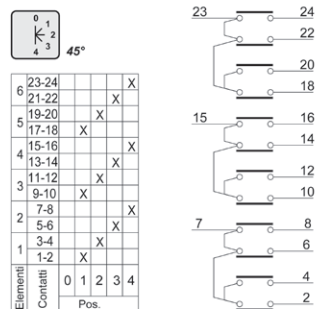 0
1
2
3
4
45°
6 23-24 X
21-22 X
5 19-20 X
17-18 X
4 15-16 X
13-14 X
3 11-12 X
9-10 X
2 7-8 X
5-6 X
1 3-4 X
1-2 X
Elementi Contatti 0 1 2 3 4
Pos.
23 24
22
20
18
15 16
14
12
10
7 8
6
4
2